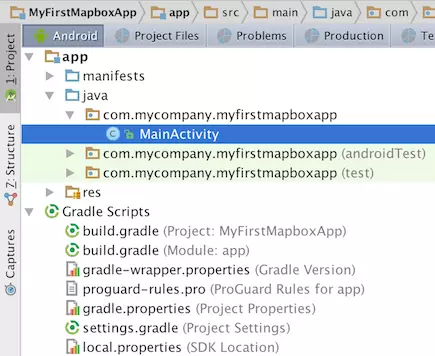 MyFirstMapboxApp app src main java com
Android Project Files Problems Production Te
1: Project
Z: Structure
Captures
app
manifests
java
com.mycompany.myfirstmapboxapp
C MainActivity
com.mycompany.myfirstmapboxapp (androidTest)
com.mycompany.myfirstmapboxapp (test)
res
Gradle Scripts
build.gradle (Project: MyFirstMapboxApp)
build.gradle (Module: app)
gradle-wrapper.properties (Gradle Version)
proguard-rules.pro (ProGuard Rules for app)
gradle.properties (Project Properties)
settings.gradle (Project Settings)
local.properties (SDK Location)